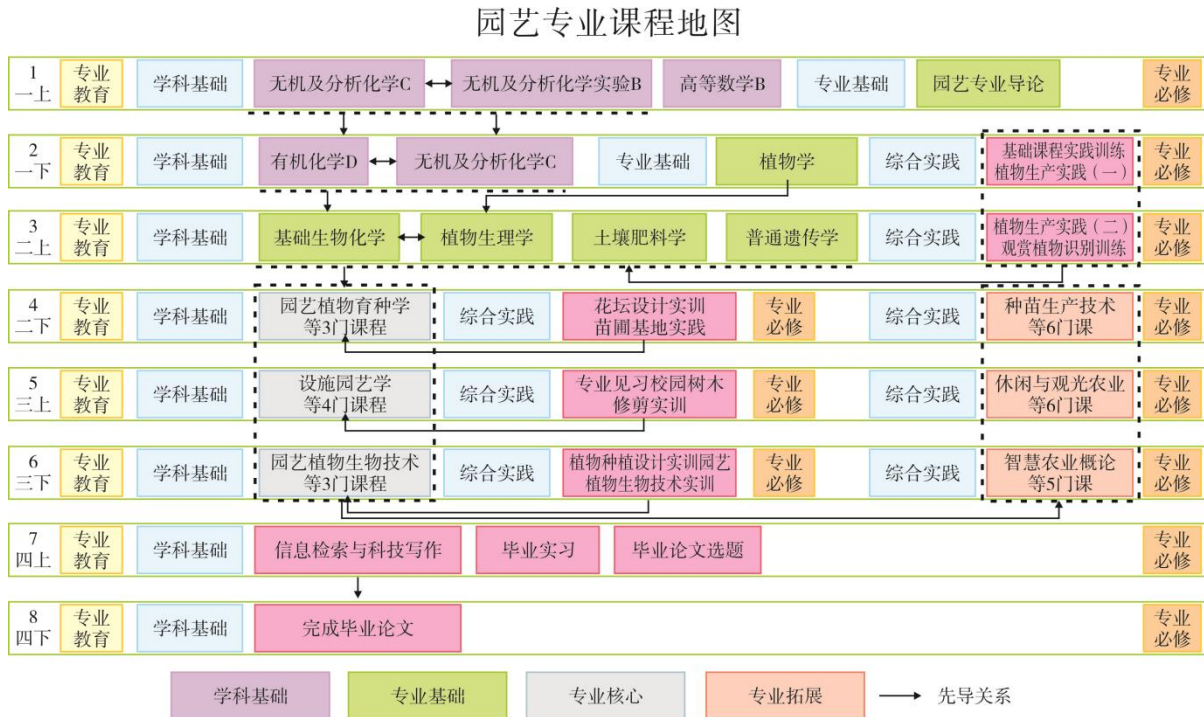 园艺专业课程地图
1
一上
专业
教育
学科基础
无机及分析化学C
无机及分析化学实验B
高等数学B
专业基础
园艺专业导论
专业
必修
2
一下
专业
教育
学科基础
有机化学D
无机及分析化学C
专业基础
植物学
综合实践
基础课程实践训练
植物生产实践（一）
专业
必修
3
二上
专业
教育
学科基础
基础生物化学
植物生理学
土壤肥料学
普通遗传学
综合实践
植物生产实践（二）
观赏植物识别训练
专业
必修
4
二下
专业
教育
学科基础
园艺植物育种学
等3门课程
综合实践
花坛设计实训
苗圃基地实践
专业
必修
综合实践
种苗生产技术
等6门课
专业
必修
5
三上
专业
教育
学科基础
设施园艺学
等4门课程
综合实践
专业见习校园树木
修剪实训
专业
必修
综合实践
休闲与观光农业
等6门课
专业
必修
6
三下
专业
教育
学科基础
园艺植物生物技术
等3门课程
综合实践
植物种植设计实训园艺
植物生物技术实训
专业
必修
综合实践
智慧农业概论
等5门课
专业
必修
7
四上
专业
教育
学科基础
信息检索与科技写作
毕业实习
毕业论文选题
专业
必修
8
四下
专业
教育
学科基础
完成毕业论文
专业
必修
学科基础
专业基础
专业核心
专业拓展
先导关系